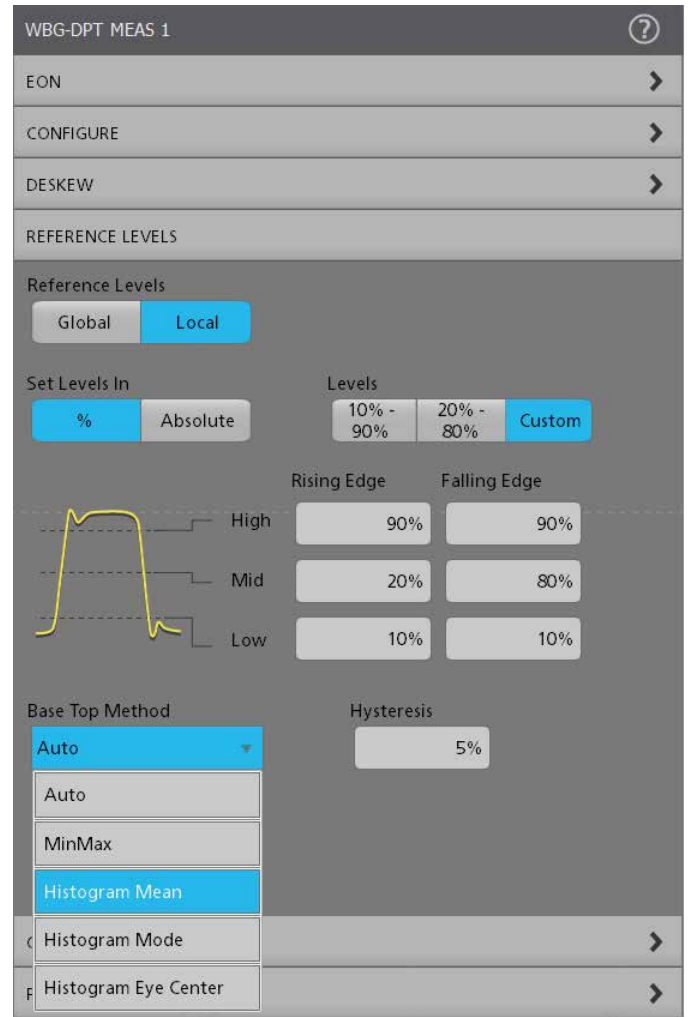 WBG-DPT MEAS 1
?
EON
CONFIGURE
DESKEW
REFERENCE LEVELS
Reference Levels
Global Local
Set Levels In Levels
% Absolute 10% - 90% 20% - 80% Custom
Rising Edge Falling Edge
High 90% 90%
Mid 20% 80%
Low 10% 10%
Base Top Method Hysteresis
Auto 5%
Auto
MinMax
Histogram Mean
Histogram Mode
Histogram Eye Center